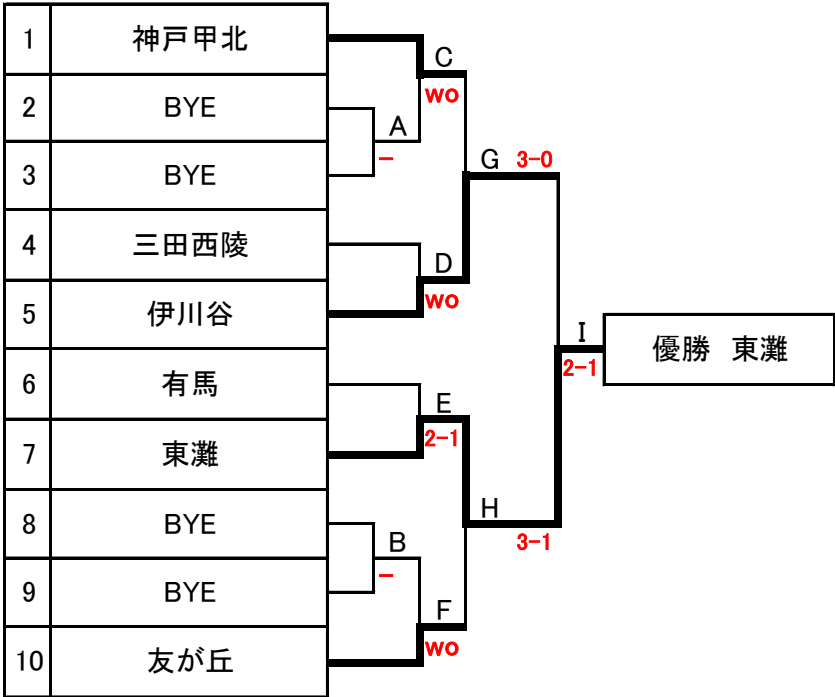 1 神戸甲北
2 BYE
3 BYE
4 三田西陵
5 伊川谷
6 有馬
7 東灘
8 BYE
9 BYE
10 友が丘
A
-
B
-
C
wo
D
wo
E
2-1
F
wo
G 3-0
H
3-1
I
2-1
優勝 東灘